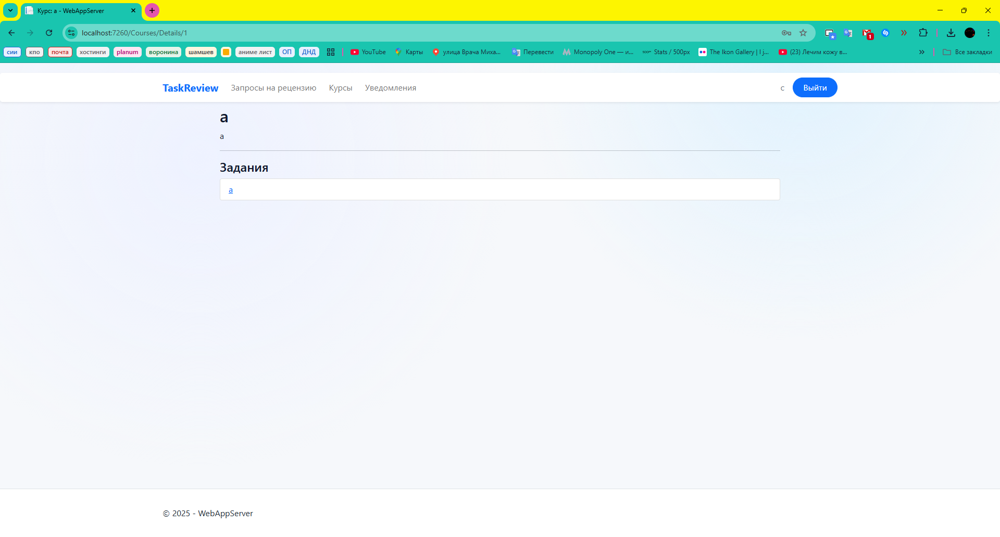 Курс: а - WebAppServer
localhost:7260/Courses/Details/1
1
сии кпо почта хостинги planum воронина шамшев аниме лист ОП ДНД YouTube Карты улица Врача Миха... Перевести Monopoly One — и... Stats / 500px The Ikon Gallery | I j... (23) Лечим кожу в... Все закладки
TaskReview Запросы на рецензию Курсы Уведомления с Выйти
а
а
Задания
а
© 2025 - WebAppServer